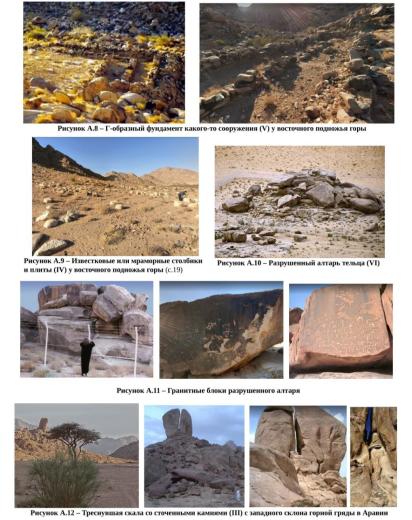 Рисунок А.8 – Г-образный фундамент какого-то сооружения (V) у восточного подножья горы
Рисунок А.9 – Известковые или мраморные столбики
и плиты (IV) у восточного подножья горы (с.19)
Рисунок А.10 – Разрушенный алтарь тельца (VI)
Рисунок А.11 – Гранитные блоки разрушенного алтаря
Рисунок А.12 – Треснувшая скала со сточенными камнями (III) с западного склона горной гряды в Аравии